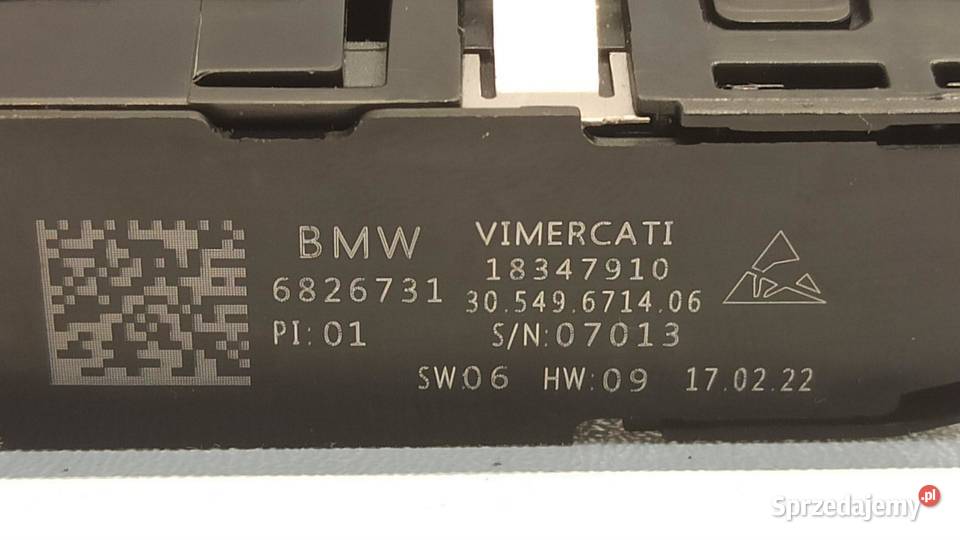 BMW
6826731
PI: 01
VIMERCATI
18347910
30.549.6714.06
S/N: 07013
SW:06 HW:09 17.02.22
Sprzedajemy .pl